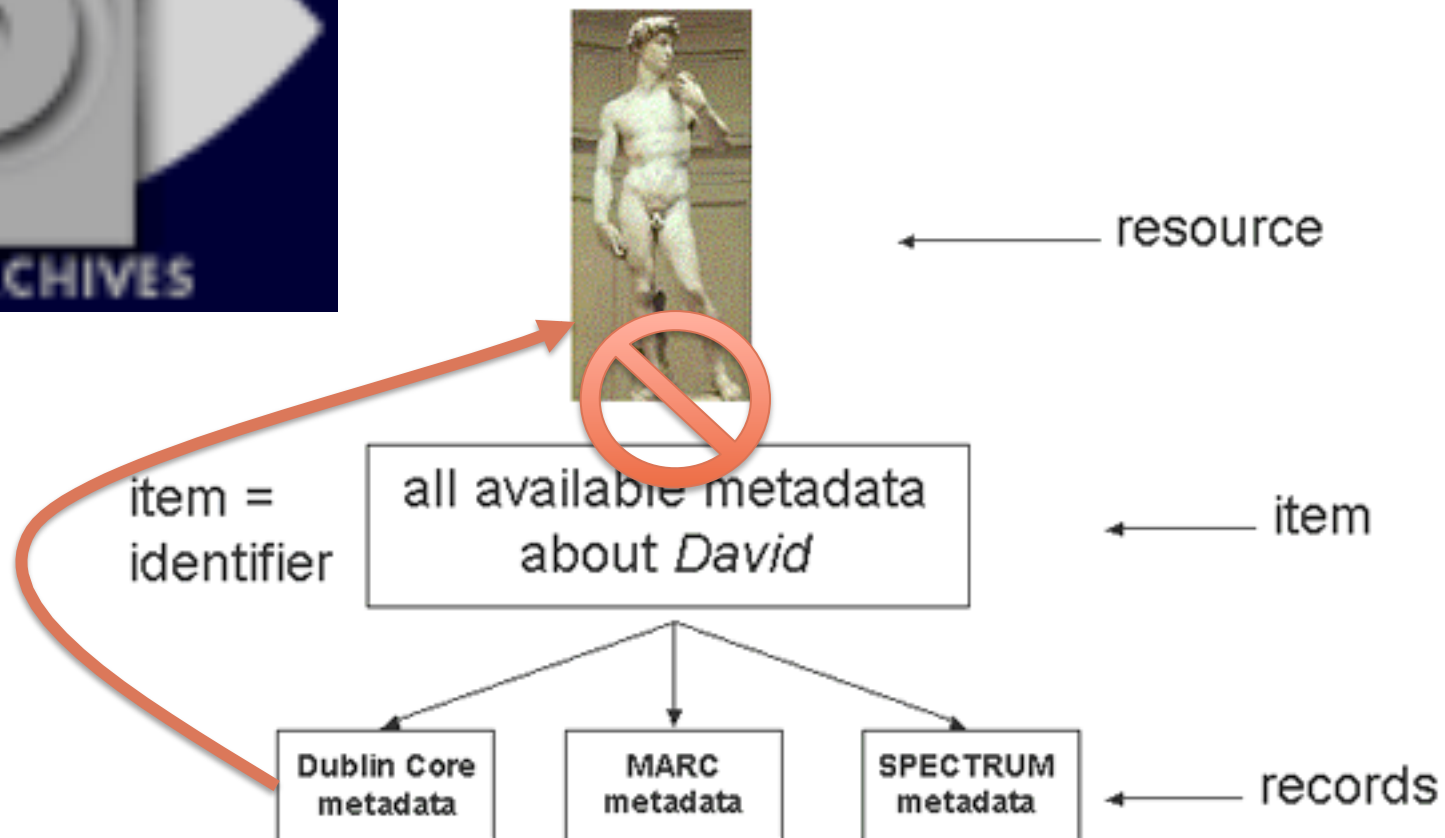 CHIVES
resource
item =
identifier
all available metadata
about David
item
Dublin Core
metadata
MARC
metadata
SPECTRUM
metadata
records